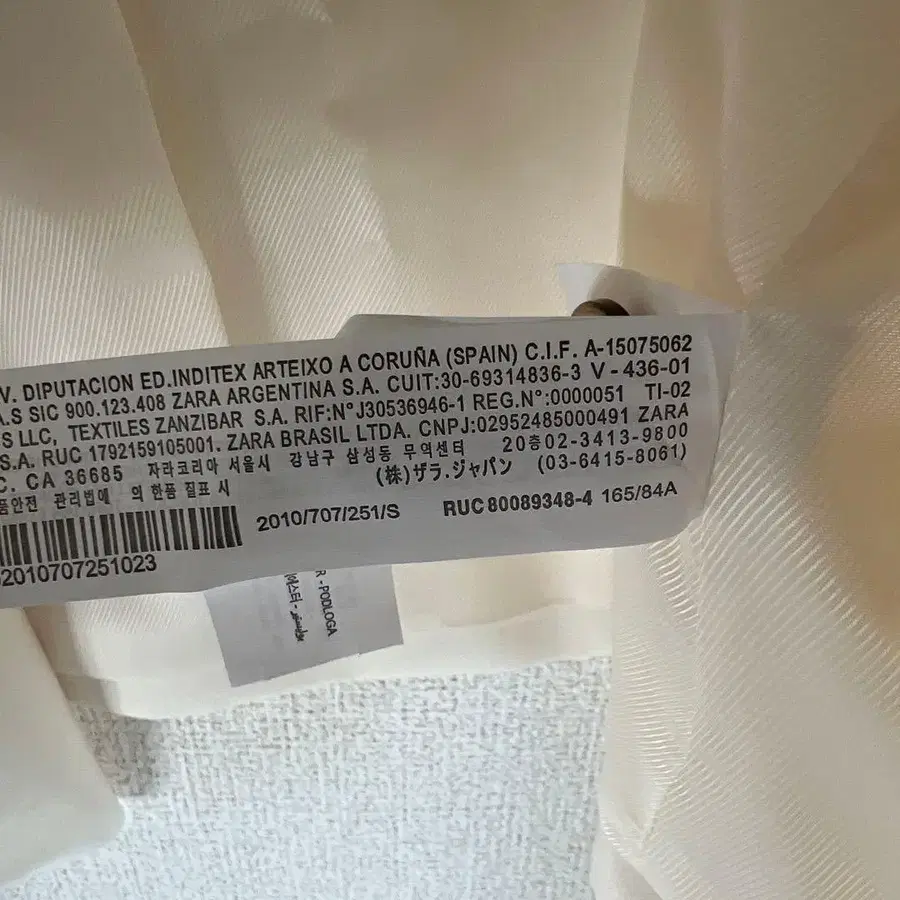 V. DIPUTACION ED.INDITEX ARTEIXO A CORUÑA (SPAIN) C.I.F. A-15075062
A.S SIC 900.123.408 ZARA ARGENTINA S.A. CUIT:30-69314836-3 V - 436-01
S LLC, TEXTILES ZANZIBAR S.A. RIF:N°J30536946-1 REG.N°:0000051 TI-02
S.A. RUC 1792159105001. ZARA BRASIL LTDA. CNPJ:02952485000491 ZARA
C. CA 36685 자라코리아 서울시 강남구 삼성동 무역센터 20층02-3413-9800
품안전 관리법에 의한품 질표시 (株)ザラ.ジャパン (03-6415-8061)
2010/707/251/S RUC80089348-4 165/84A
02010707251023
R -PODLOGA
بوليستر-